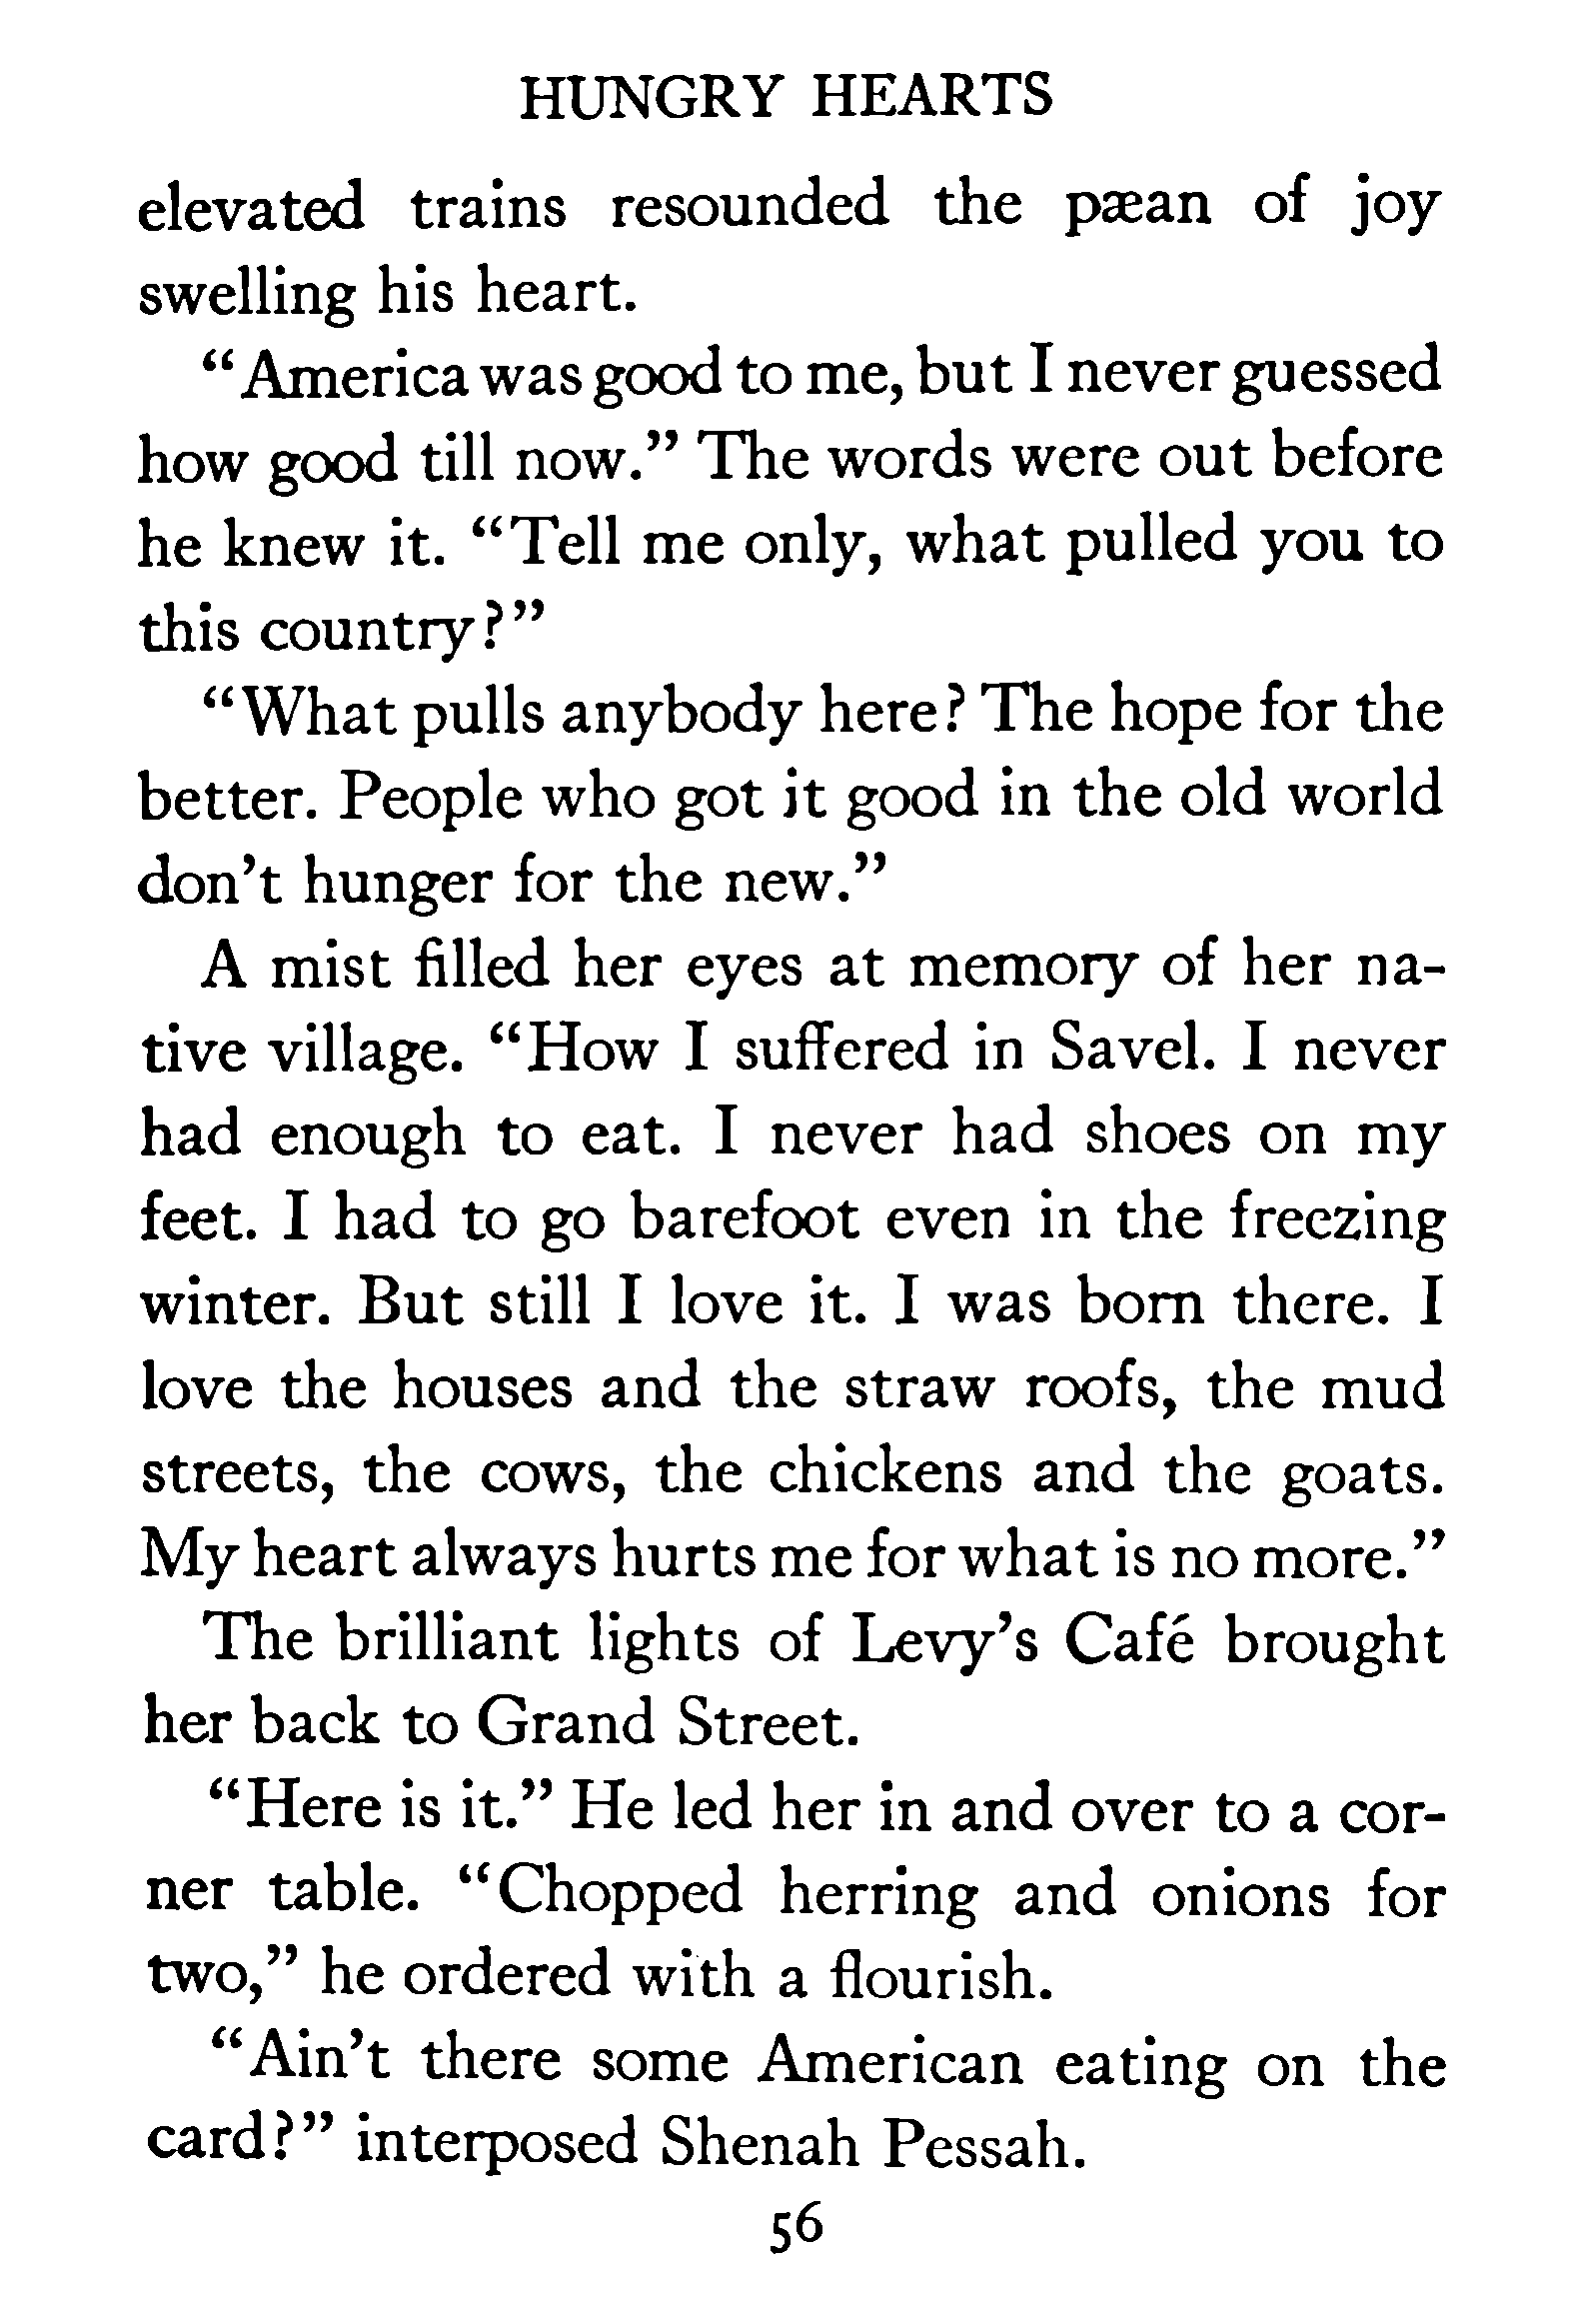 HUNGRY HEARTS
elevated trains resounded the pæan of joy
swelling his heart.
“America was good to me, but I never guessed
how good till now.” The words were out before
he knew it. “Tell me only, what pulled you to
this country?”
“What pulls anybody here? The hope for the
better. People who got it good in the old world
don’t hunger for the new.”
A mist filled her eyes at memory of her na-
tive village. “How I suffered in Savel. I never
had enough to eat. I never had shoes on my
feet. I had to go barefoot even in the freezing
winter. But still I love it. I was born there. I
love the houses and the straw roofs, the mud
streets, the cows, the chickens and the goats.
My heart always hurts me for what is no more.”
The brilliant lights of Levy’s Café brought
her back to Grand Street.
“Here is it.” He led her in and over to a cor-
ner table. “Chopped herring and onions for
two,” he ordered with a flourish.
“Ain’t there some American eating on the
card?” interposed Shenah Pessah.
56